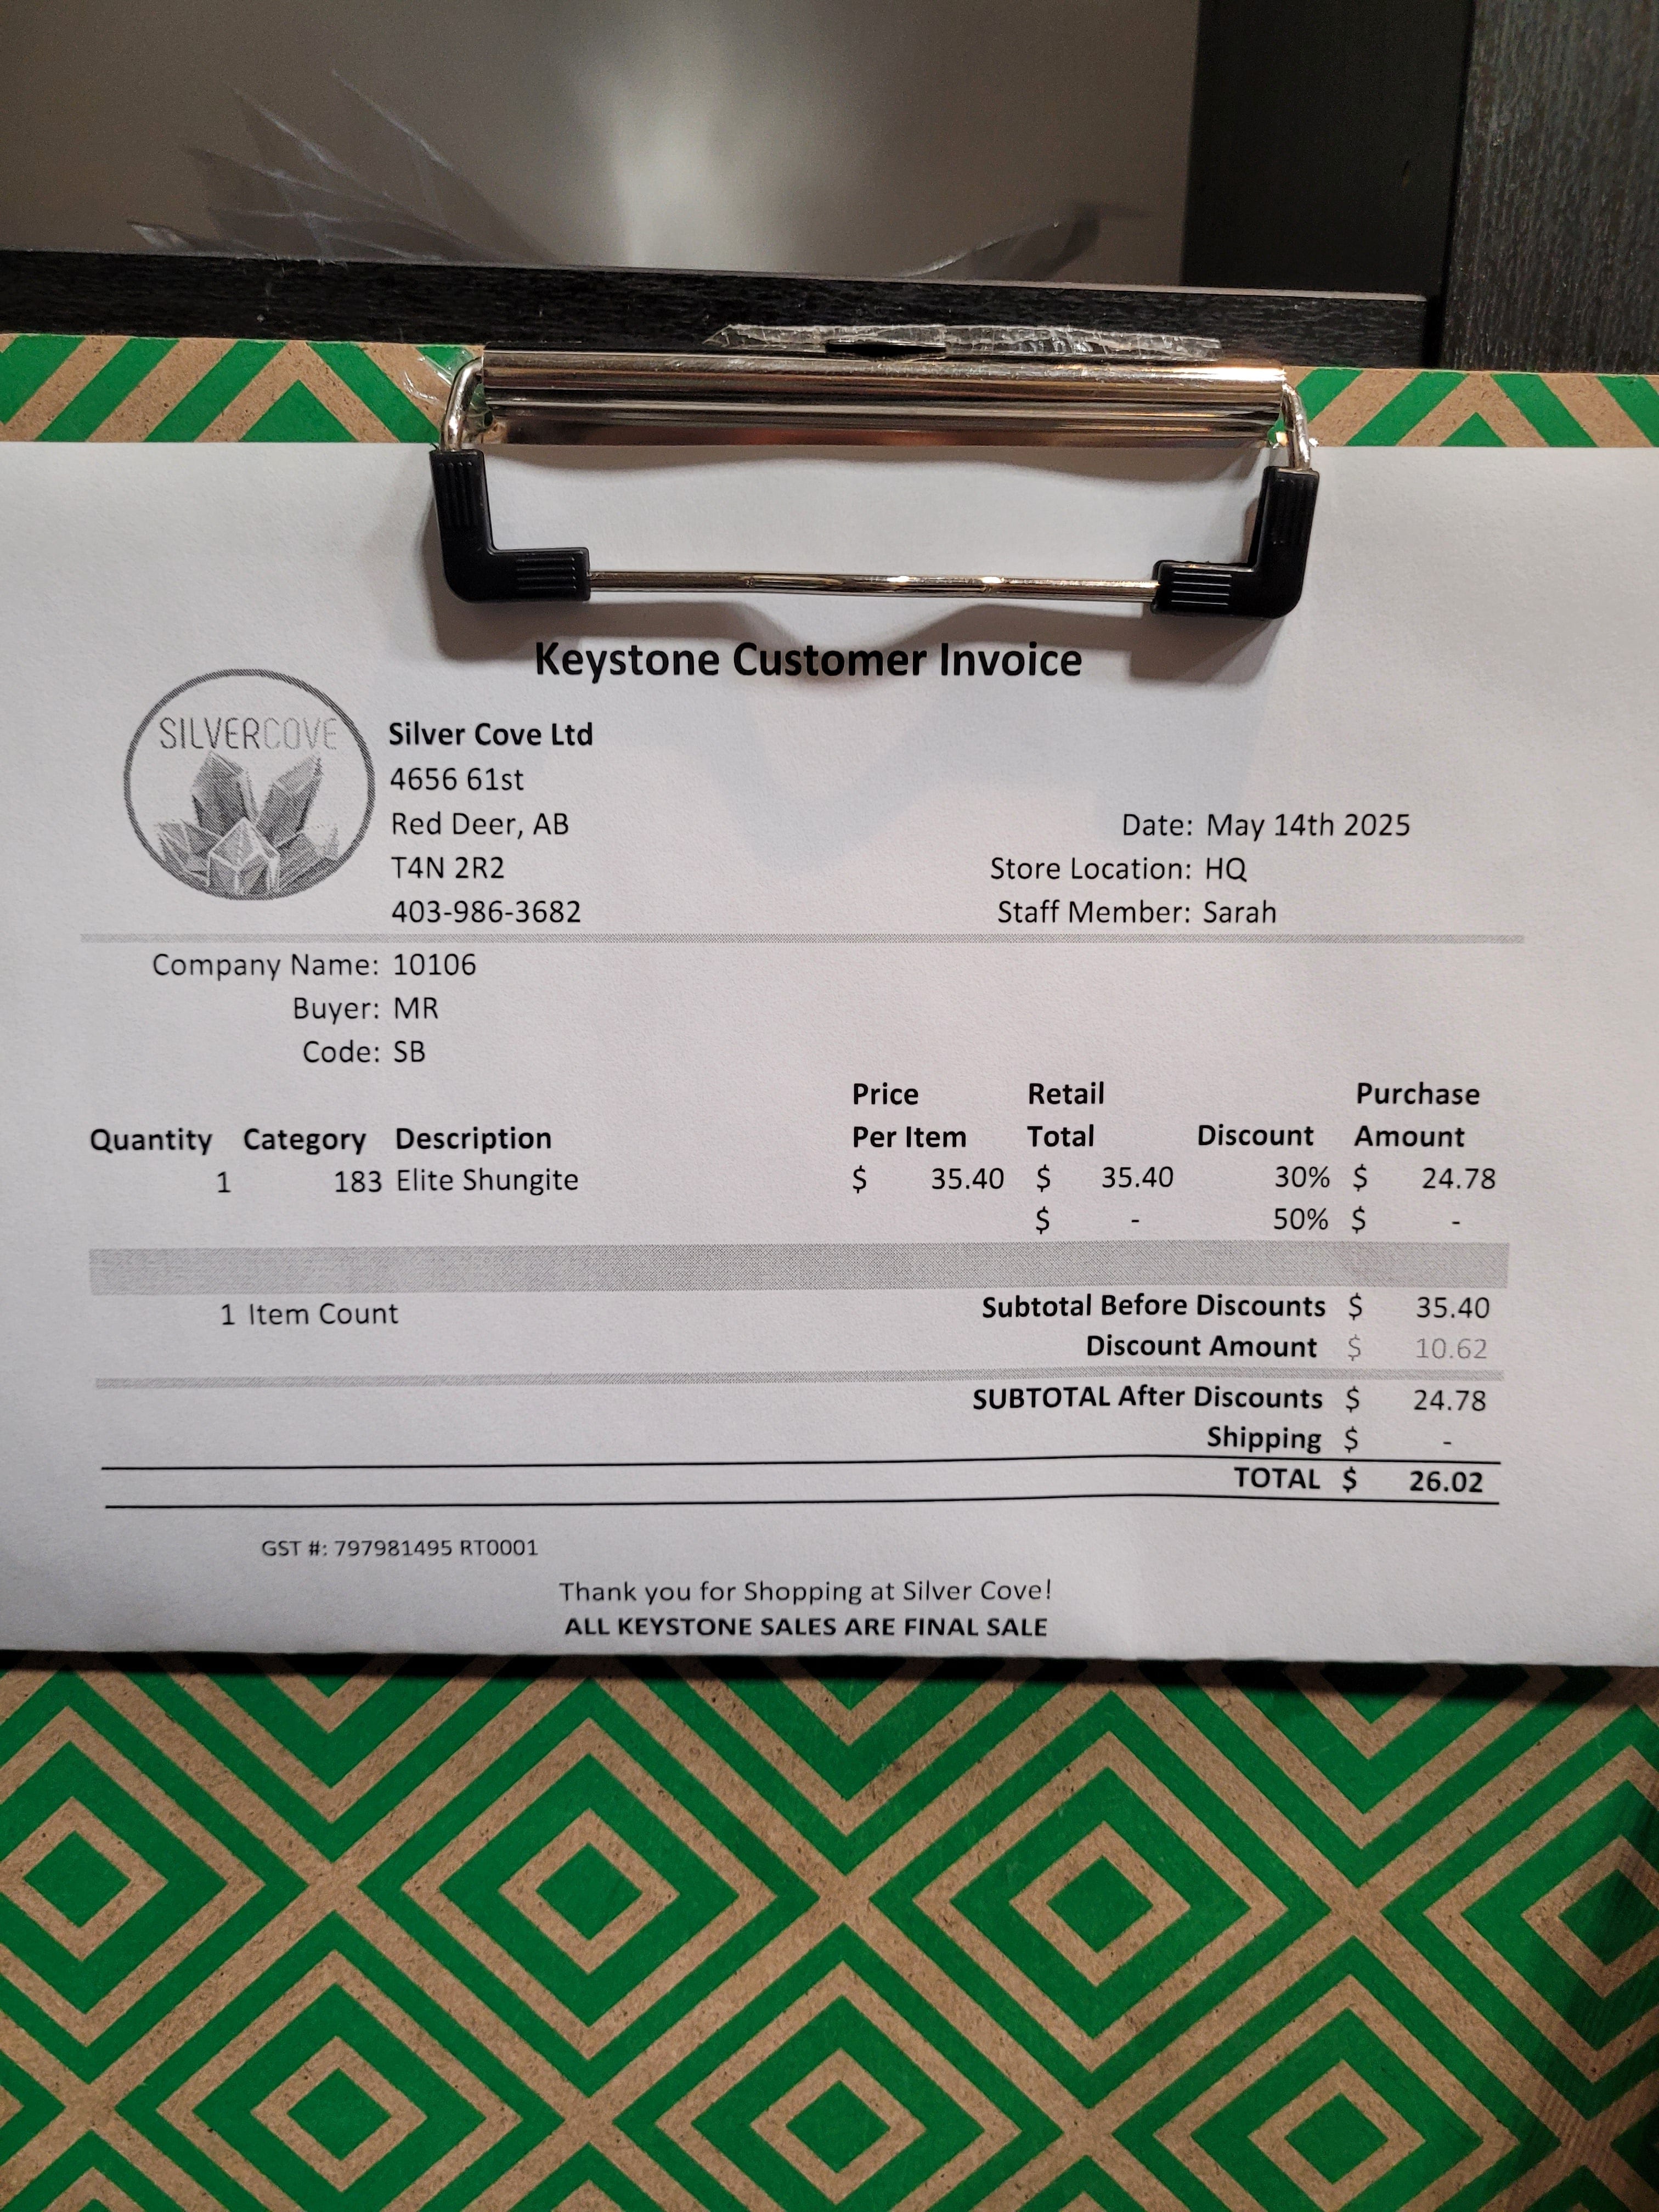 Keystone Customer Invoice
SILVERCOVE
Silver Cove Ltd
4656 61st
Red Deer, AB
T4N 2R2
403-986-3682
Date: May 14th 2025
Store Location: HQ
Staff Member: Sarah
Company Name: 10106
Buyer: MR
Code: SB
Price Retail Purchase
Quantity Category Description Per Item Total Discount Amount
1 183 Elite Shungite $ 35.40 $ 35.40 30% $ 24.78
$ - 50% $ -
1 Item Count Subtotal Before Discounts $ 35.40
Discount Amount $ 10.62
SUBTOTAL After Discounts $ 24.78
Shipping $ -
TOTAL $ 26.02
GST #: 797981495 RT0001
Thank you for Shopping at Silver Cove!
ALL KEYSTONE SALES ARE FINAL SALE